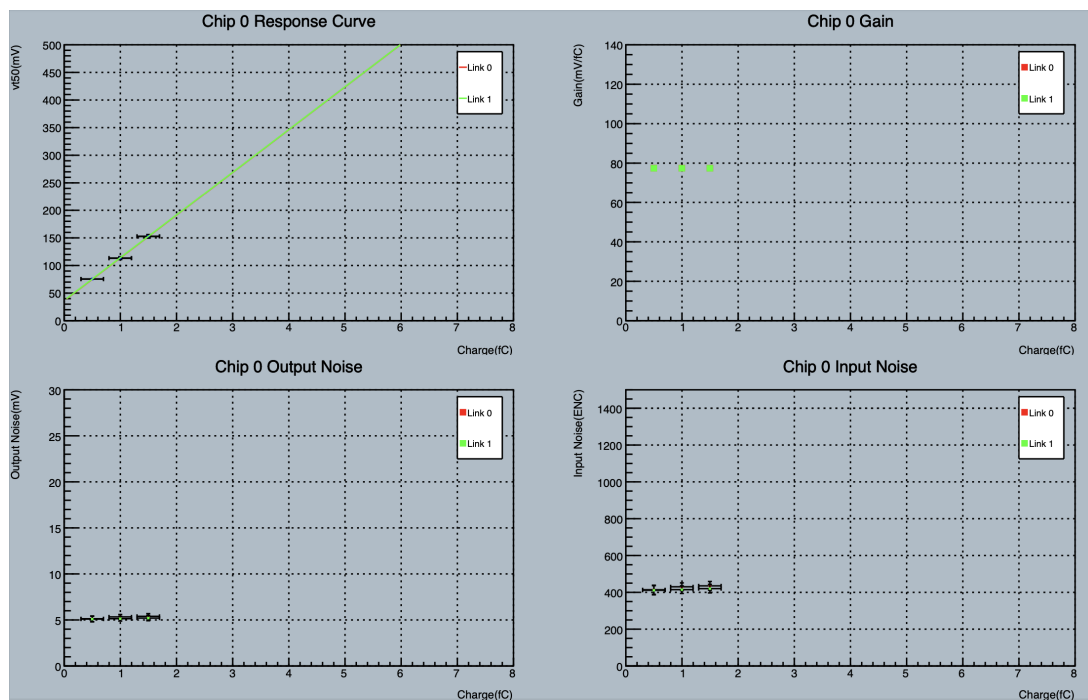 Chip 0 Response Curve
vt50(mV)
500
450
400
350
300
250
200
150
100
50
0
0 1 2 3 4 5 6 7 8
Charge(fC)
Link 0
Link 1
Chip 0 Gain
Gain(mV/fC)
140
120
100
80
60
40
20
0
0 1 2 3 4 5 6 7 8
Charge(fC)
Link 0
Link 1
Chip 0 Output Noise
Output Noise(mV)
30
25
20
15
10
5
0
0 1 2 3 4 5 6 7 8
Charge(fC)
Link 0
Link 1
Chip 0 Input Noise
Input Noise(ENC)
1400
1200
1000
800
600
400
200
0
0 1 2 3 4 5 6 7 8
Charge(fC)
Link 0
Link 1